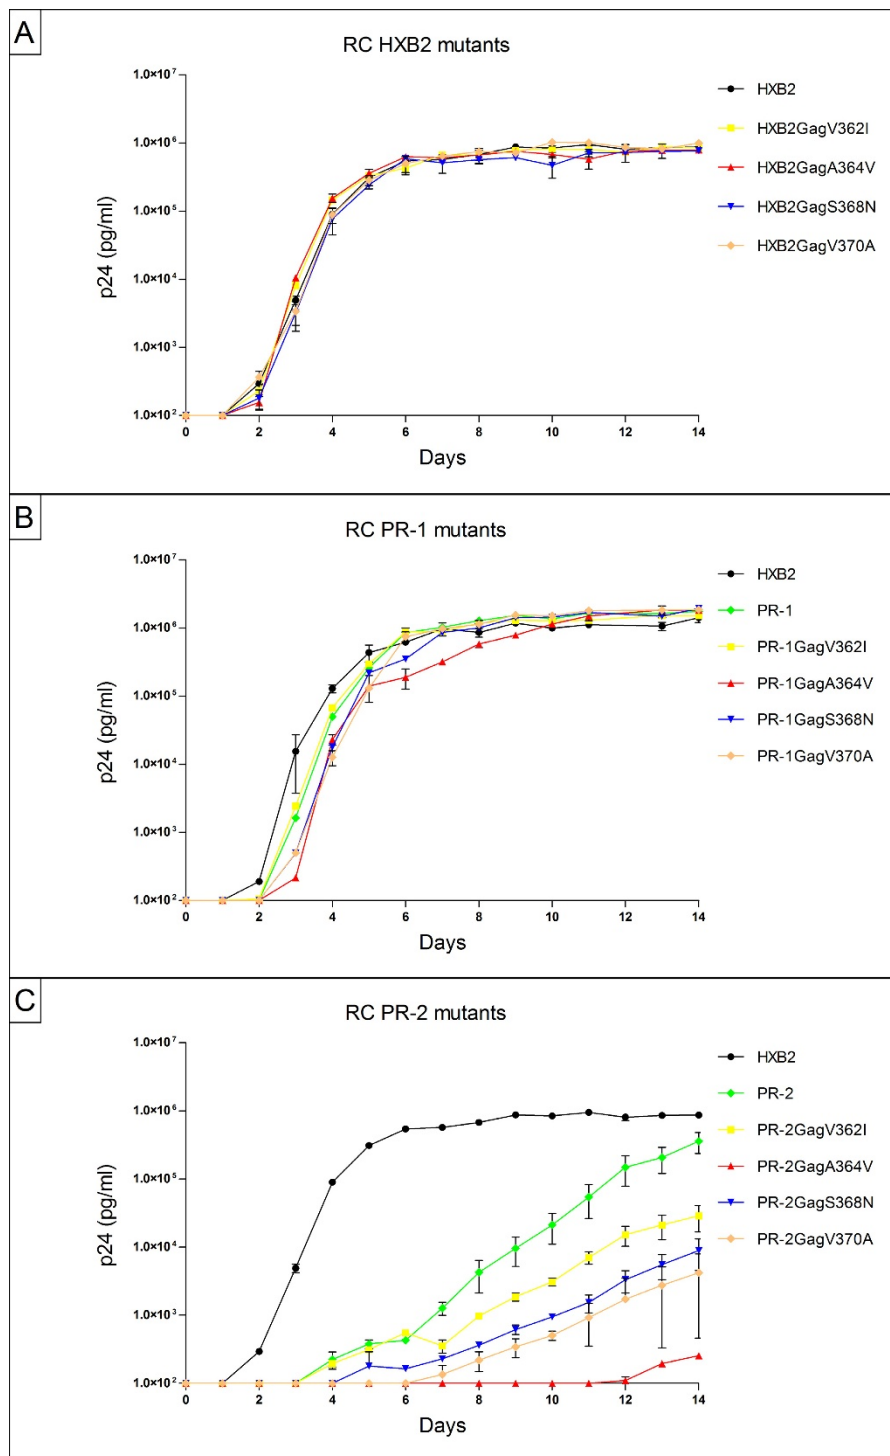 A
RC HXB2 mutants
1.0×10⁷
1.0×10⁶
1.0×10⁵
1.0×10⁴
1.0×10³
1.0×10²
p24 (pg/ml)
0 2 4 6 8 10 12 14
Days
HXB2
HXB2GagV362I
HXB2GagA364V
HXB2GagS368N
HXB2GagV370A
B
RC PR-1 mutants
1.0×10⁷
1.0×10⁶
1.0×10⁵
1.0×10⁴
1.0×10³
1.0×10²
p24 (pg/ml)
0 2 4 6 8 10 12 14
Days
HXB2
PR-1
PR-1GagV362I
PR-1GagA364V
PR-1GagS368N
PR-1GagV370A
C
RC PR-2 mutants
1.0×10⁷
1.0×10⁶
1.0×10⁵
1.0×10⁴
1.0×10³
1.0×10²
p24 (pg/ml)
0 2 4 6 8 10 12 14
Days
HXB2
PR-2
PR-2GagV362I
PR-2GagA364V
PR-2GagS368N
PR-2GagV370A